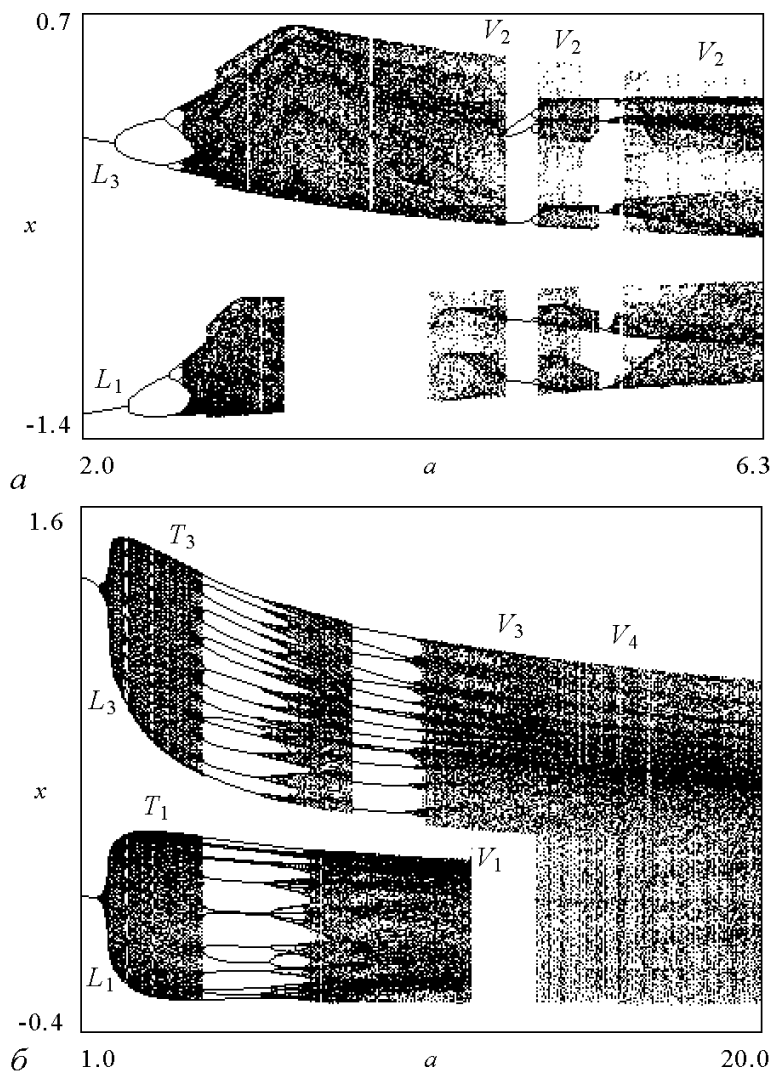 0.7
V₂ V₂ V₂
L₃
x
L₁
-1.4
2.0 a 6.3
а
1.6
T₃
V₃ V₄
L₃
x
T₁
V₁
L₁
-0.4
1.0 a 20.0
б